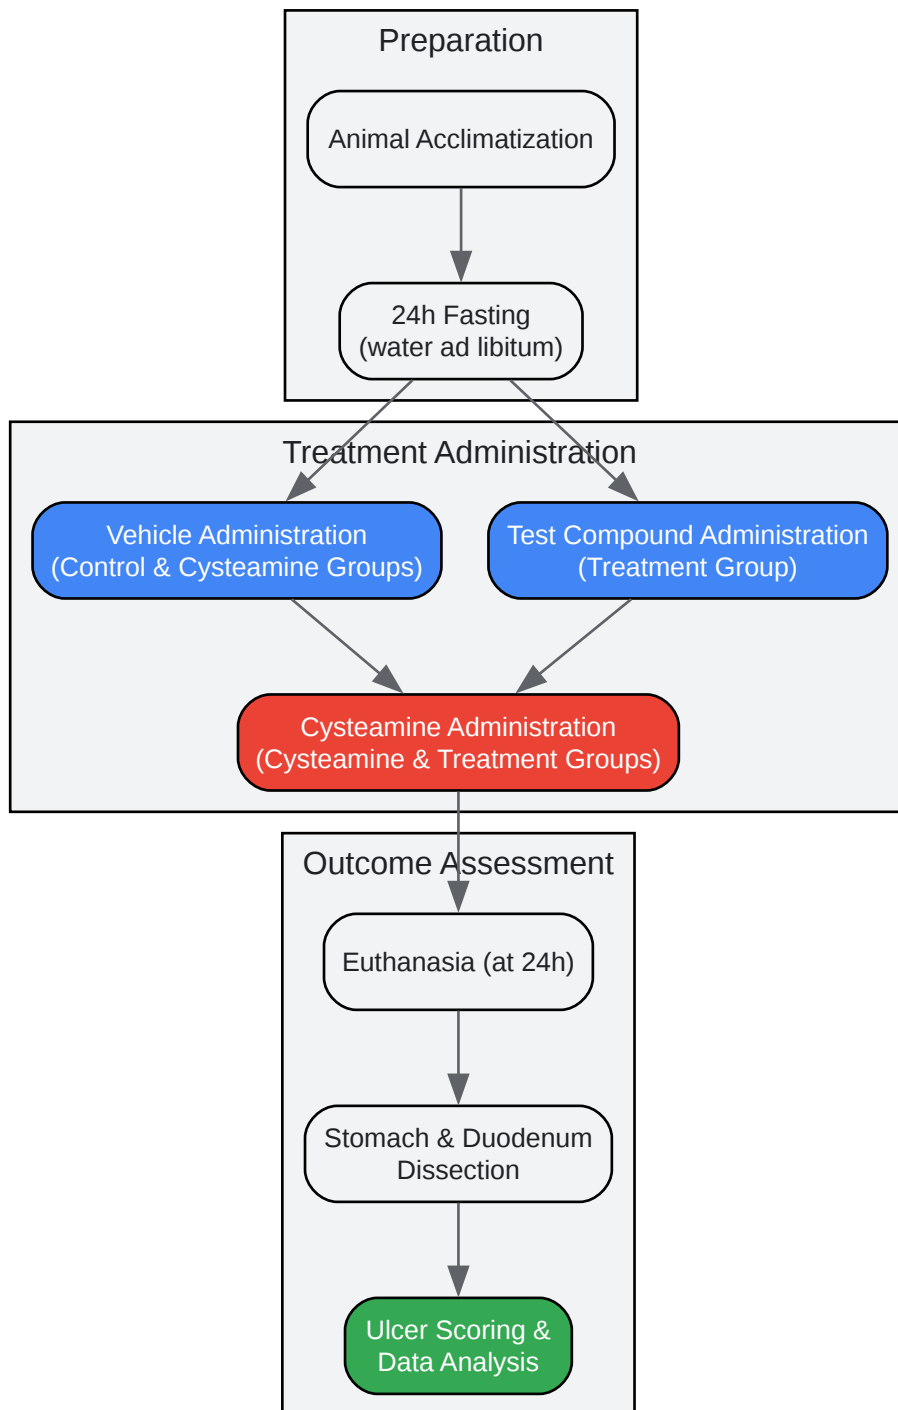 Preparation
Animal Acclimatization
24h Fasting
(water ad libitum)
Treatment Administration
Vehicle Administration
(Control & Cysteamine Groups)
Test Compound Administration
(Treatment Group)
Cysteamine Administration
(Cysteamine & Treatment Groups)
Outcome Assessment
Euthanasia (at 24h)
Stomach & Duodenum
Dissection
Ulcer Scoring &
Data Analysis